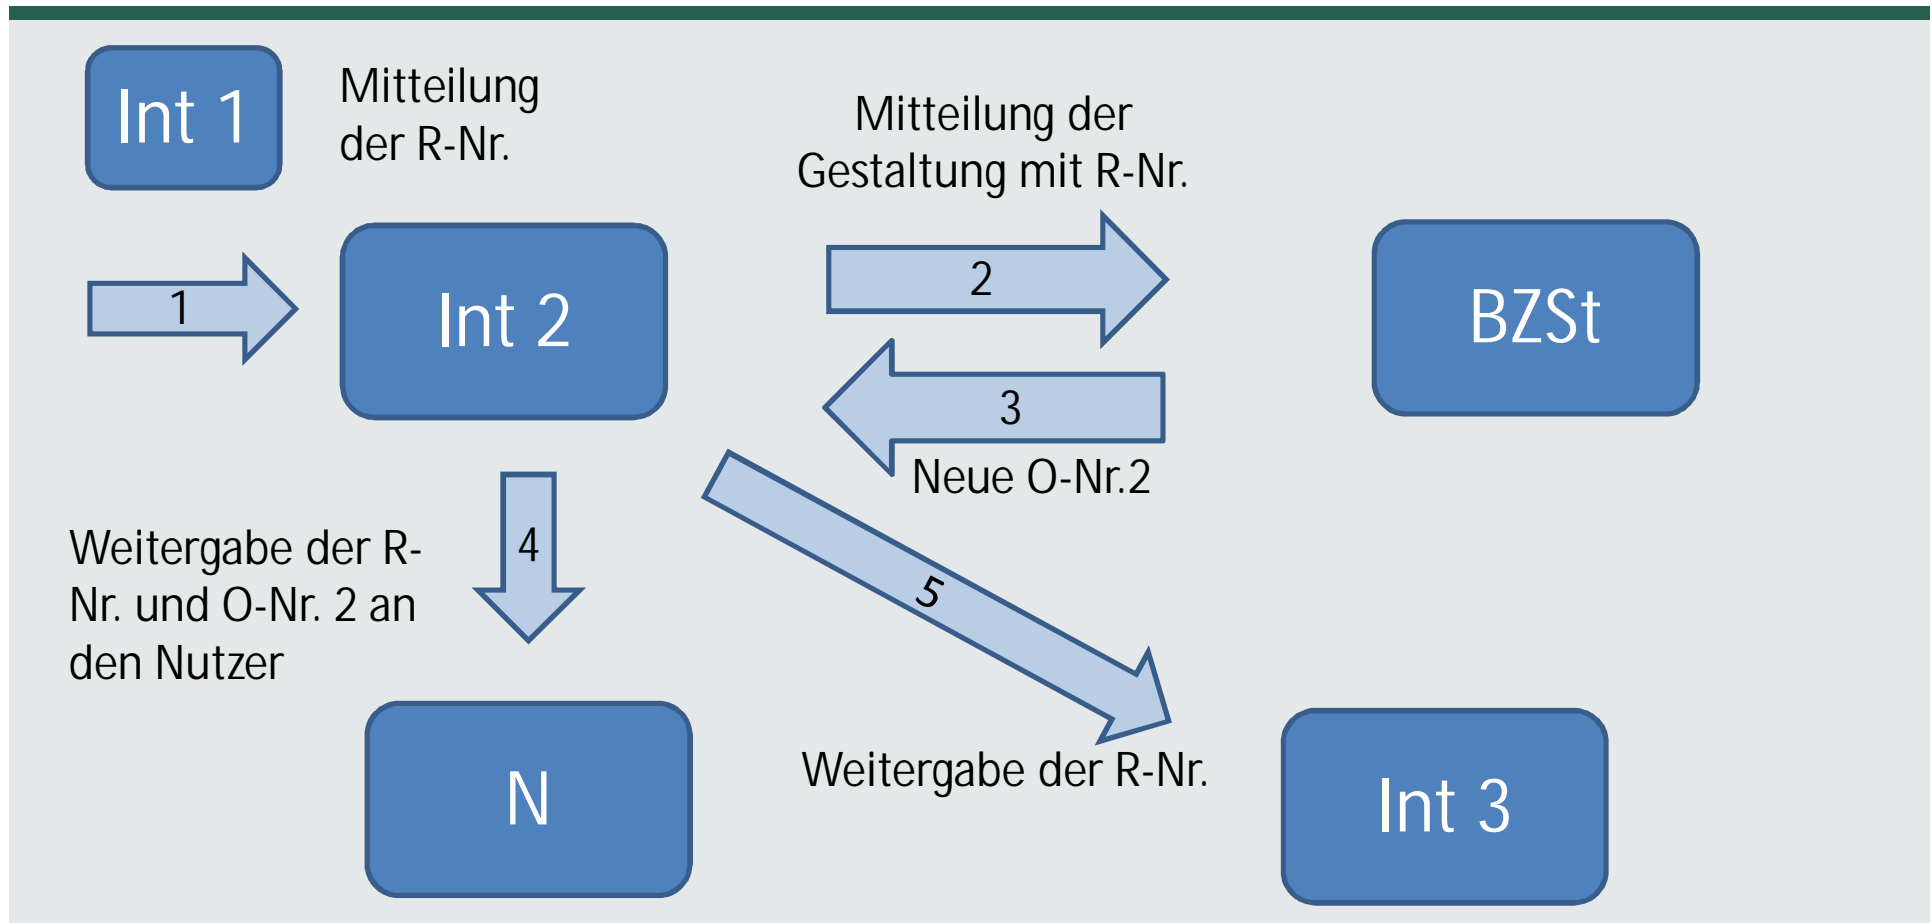 Int 1
Mitteilung
der R-Nr.
Mitteilung der
Gestaltung mit R-Nr.
1
Int 2
2
BZSt
3
Neue O-Nr.2
4
Weitergabe der R-
Nr. und O-Nr. 2 an
den Nutzer
5
Weitergabe der R-Nr.
N
Int 3